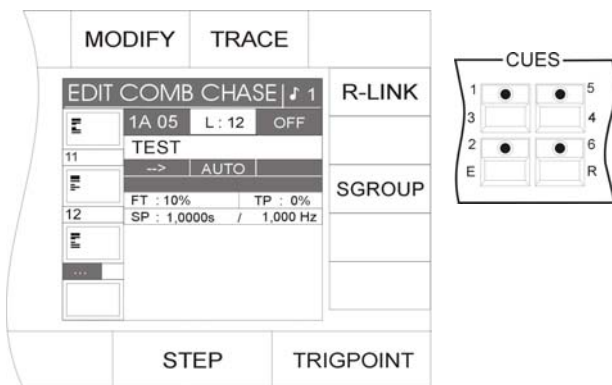 MODIFY TRACE
EDIT COMB CHASE ♪ 1
R-LINK
1A 05 L : 12 OFF
TEST
11
--> AUTO
SGROUP
FT : 10% TP : 0%
12
SP : 1,0000s / 1,000 Hz
...
STEP TRIGPOINT
CUES
1 5
3 4
2 6
E R